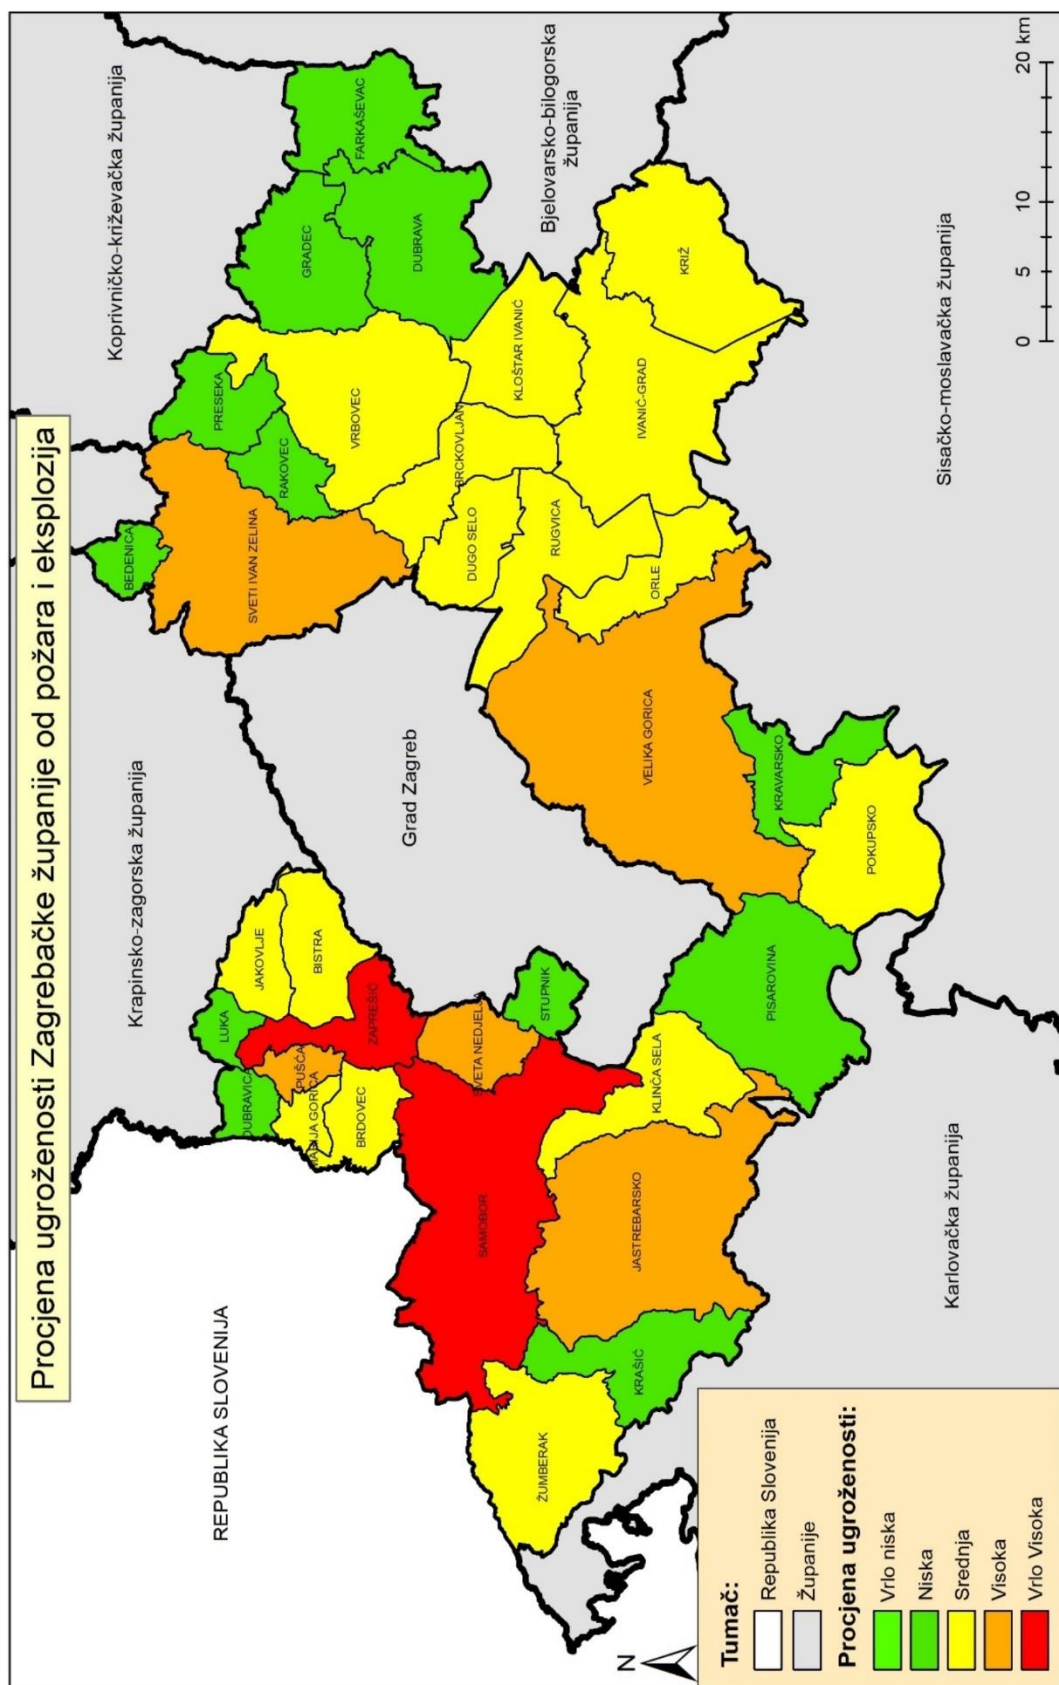 Procjena ugroženosti Zagrebačke županije od požara i eksplozija
Koprivničko-križevačka županija
Krapinsko-zagorska županija
REPUBLIKA SLOVENIJA
Grad Zagreb
Bjelovarsko-bilogorska
županija
Sisačko-moslavačka županija
Karlovačka županija
BEDENICA
PRESEKA
RAKOVEC
SVETI IVAN ZELINA
GRADEC
FARKAŠEVAC
DUBRAVA
VRBOVEC
LUKA
JAKOVLJE
BISTRA
DUBRAVICA
PUŠĆA
MARIJA GORICA
BRDOVEC
ZAPREŠIĆ
SVETA NEDJELJA
STUPNIK
SAMOBOR
BRCKOVLJANI
DUGO SELO
KLOŠTAR IVANIĆ
RUGVICA
IVANIĆ-GRAD
KRIŽ
ORLE
VELIKA GORICA
KRAVARSKO
POKUPSKO
PISAROVINA
KLINČA SELA
JASTREBARSKO
KRAŠIĆ
ŽUMBERAK
N
Tumač:
Republika Slovenija
Županije
Procjena ugroženosti:
Vrlo niska
Niska
Srednja
Visoka
Vrlo Visoka
0 5 10 20 km